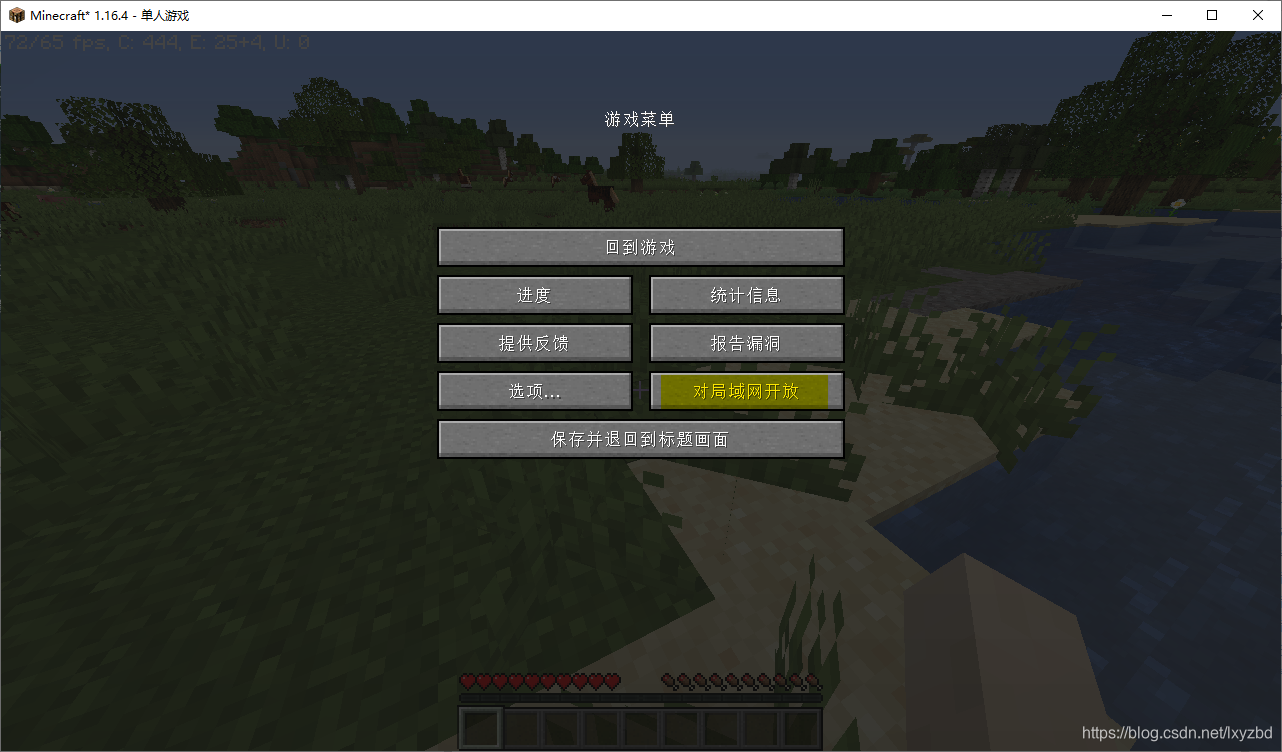 Minecraft* 1.16.4 - 单人游戏
72/65 fps, C: 444, E: 25+4, U: 0
游戏菜单
回到游戏
进度
统计信息
提供反馈
报告漏洞
选项...
对局域网开放
保存并退回到标题画面
https://blog.csdn.net/lxyzbd